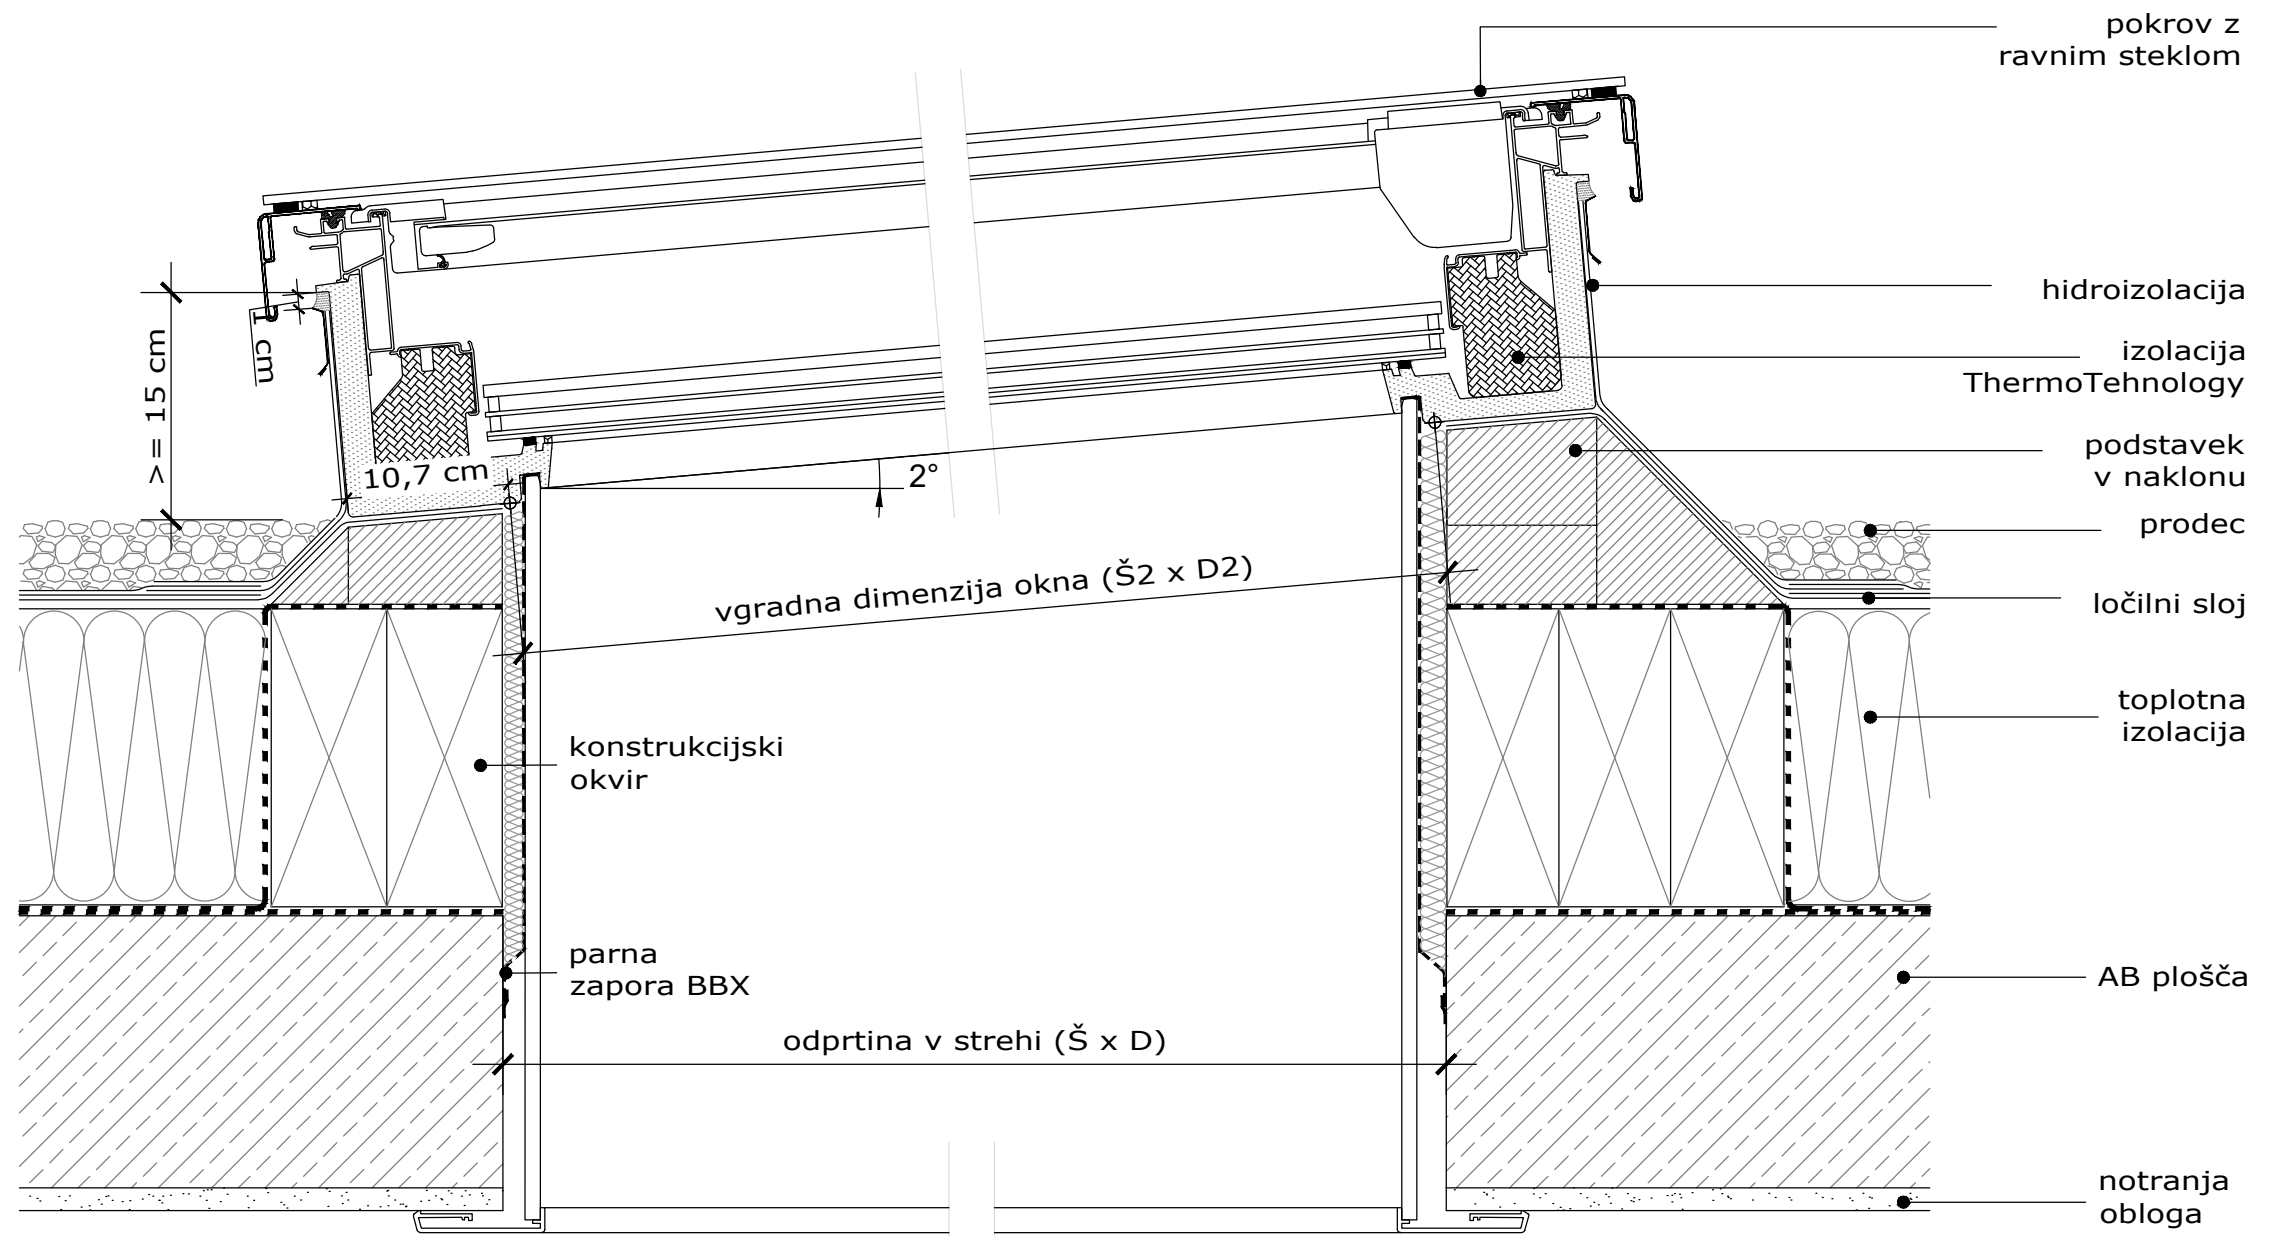 pokrov z
ravnim steklom
hidroizolacija
izolacija
ThermoTehnology
podstavek
v naklonu
prodec
ločilni sloj
toplotna
izolacija
AB plošča
notranja
obloga
>= 15 cm
1 cm
10,7 cm
2°
vgradna dimenzija okna (Š2 x D2)
konstrukcijski
okvir
parna
zapora BBX
odprtina v strehi (Š x D)